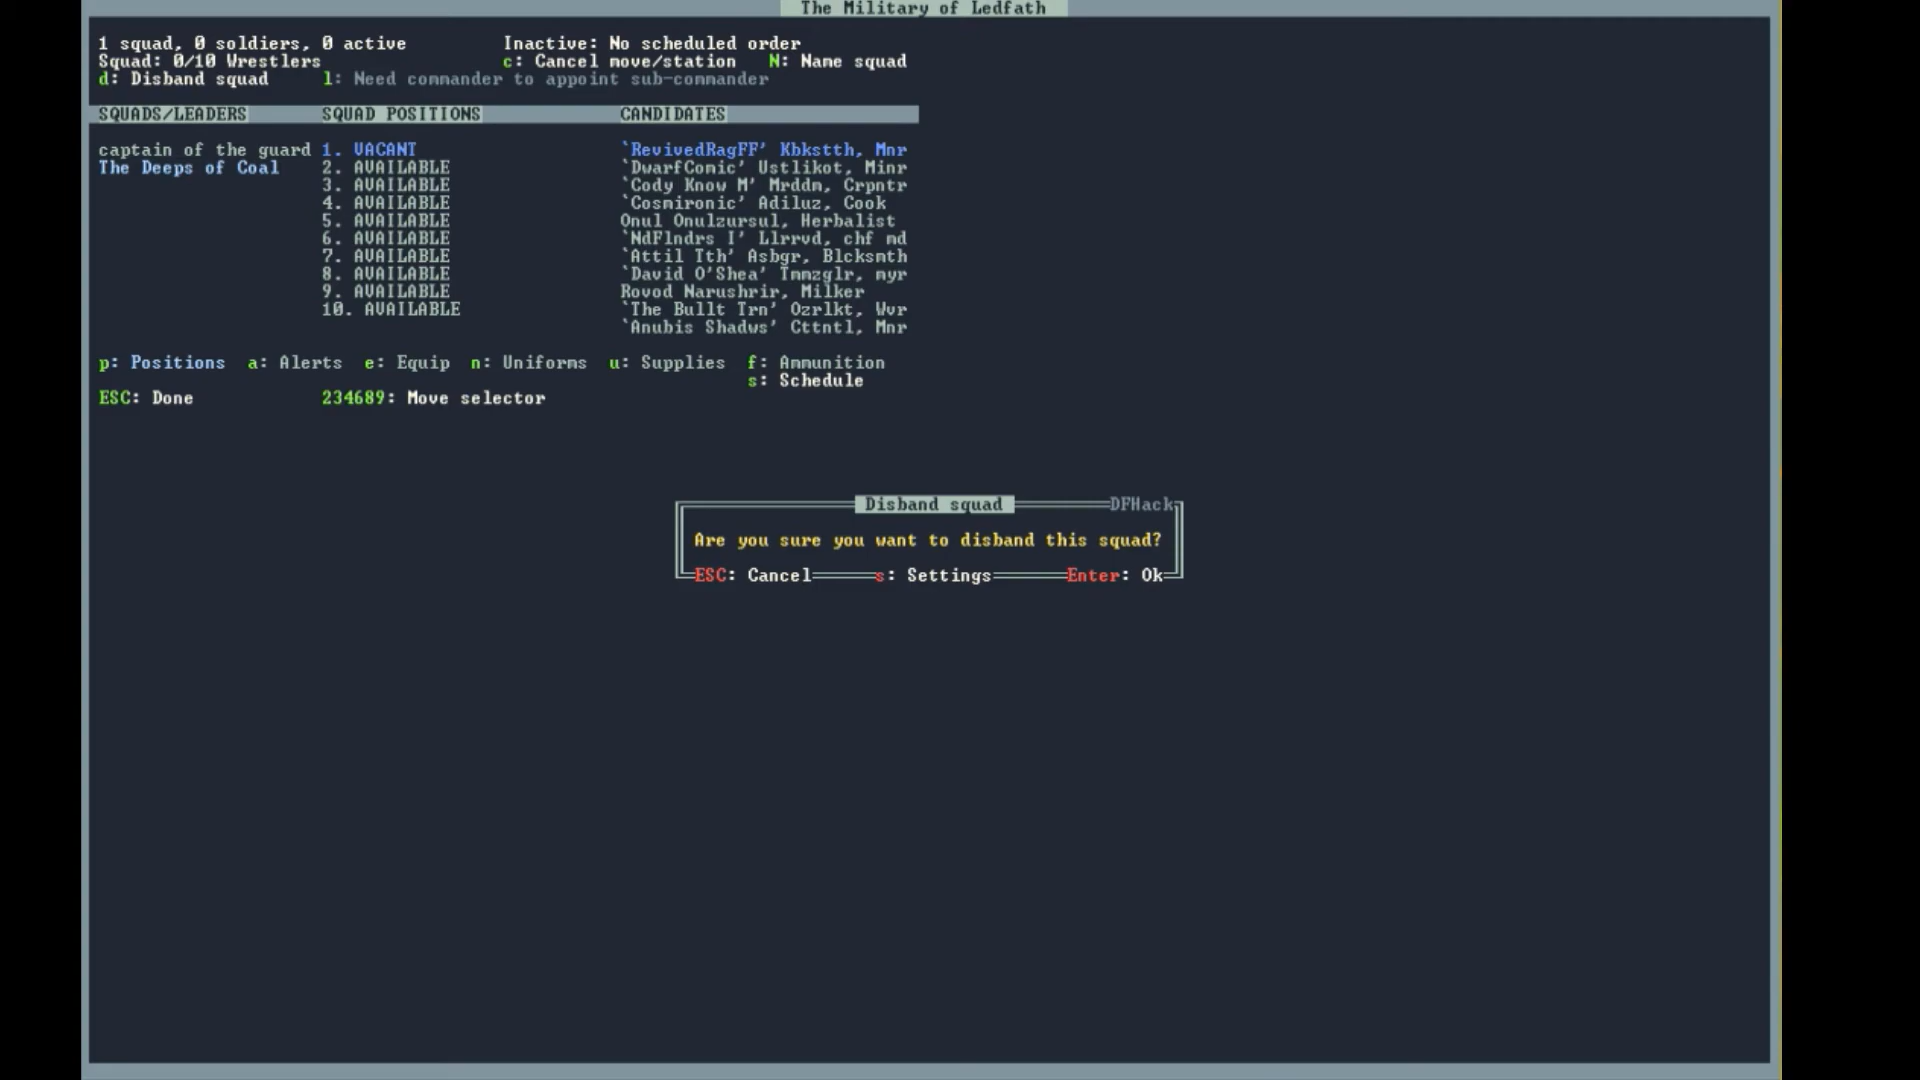 The Military of Ledfath
1 squad, 0 soldiers, 0 active Inactive: No scheduled order
Squad: 0/10 Wrestlers c: Cancel move/station N: Name squad
d: Disband squad l: Need commander to appoint sub-commander
SQUADS/LEADERS SQUAD POSITIONS CANDIDATES
captain of the guard 1. VACANT `RevivedRagFF' Kbkstth, Mnr
The Deeps of Coal 2. AVAILABLE `DwarfComic' Ustlikot, Minr
3. AVAILABLE `Cody Know M' Mrddm, Crpntr
4. AVAILABLE `Cosmironic' Adiluz, Cook
5. AVAILABLE Onul Onulzursul, Herbalist
6. AVAILABLE `NdFlndrs I' Llrrvd, chf md
7. AVAILABLE `Attil Tth' Asbgr, Blcksmth
8. AVAILABLE `David O'Shea' Tmmzglr, myr
9. AVAILABLE Rovod Narushrir, Milker
10. AVAILABLE `The Bullt Trn' Ozrlkt, Wvr
`Anubis Shadws' Cttntl, Mnr
p: Positions a: Alerts e: Equip n: Uniforms u: Supplies f: Ammunition
s: Schedule
ESC: Done 234689: Move selector
Disband squad DFHack
Are you sure you want to disband this squad?
ESC: Cancel s: Settings Enter: Ok